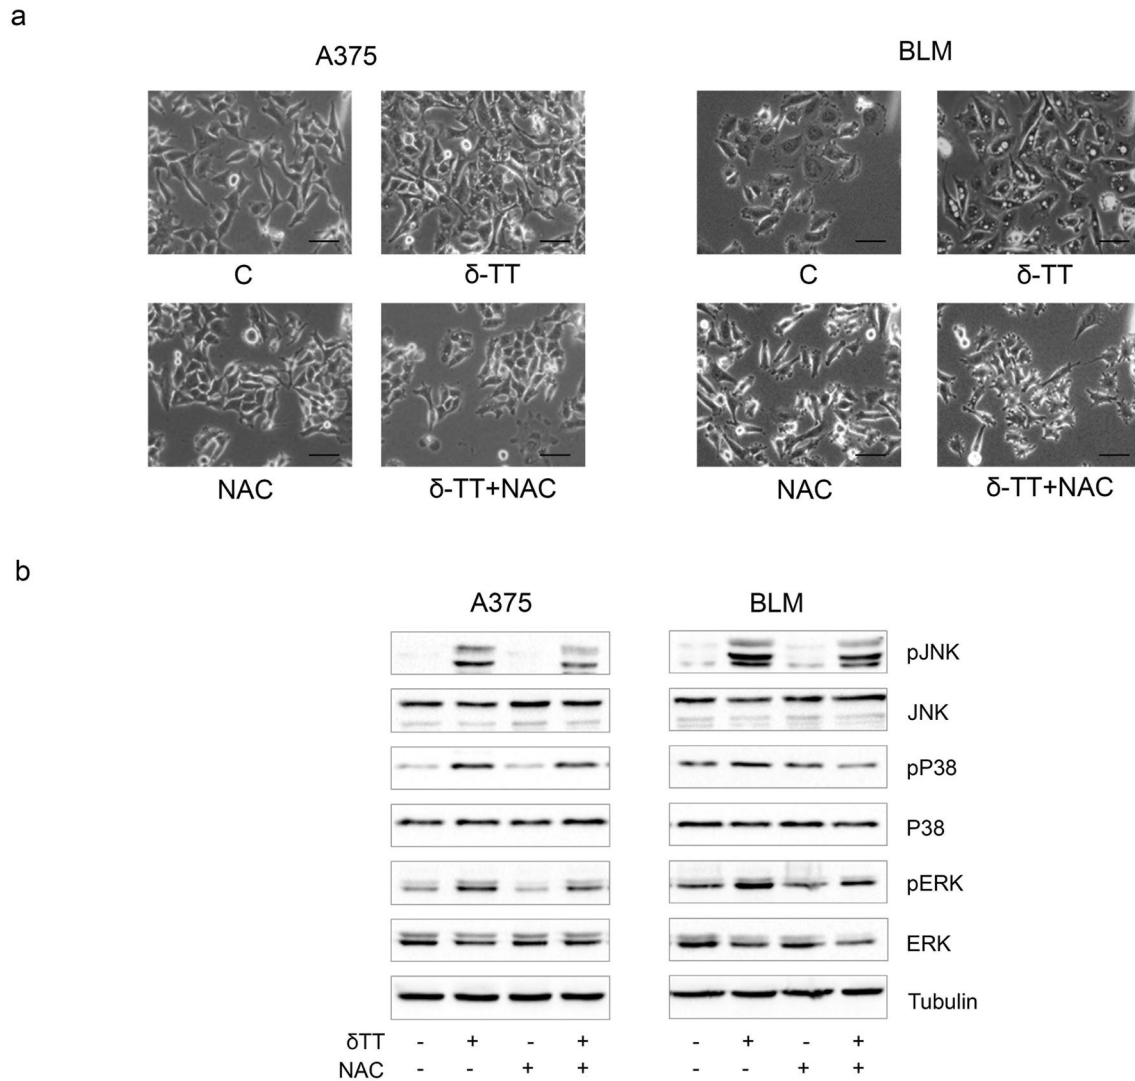 a
A375 BLM
C δ-TT C δ-TT
NAC δ-TT+NAC NAC δ-TT+NAC
b
A375 BLM
pJNK
JNK
pP38
P38
pERK
ERK
Tubulin
δTT - + - + - + - +
NAC - - + + - - + +